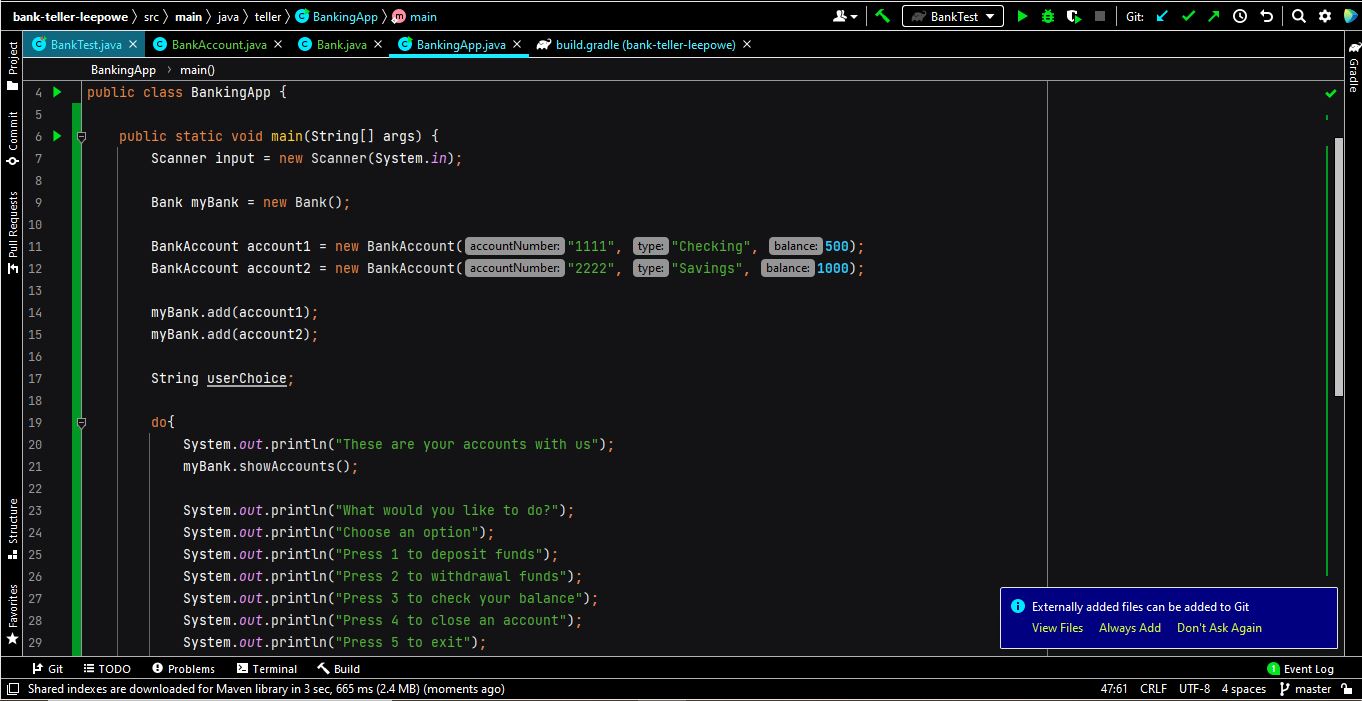 bank-teller-leepowe src main java teller BankingApp main BankTest Git:
BankTest.java BankAccount.java Bank.java BankingApp.java build.gradle (bank-teller-leepowe)
BankingApp main()
Project
Commit
Pull Requests
Structure
Favorites
Gradle
4 public class BankingApp {
5
6 public static void main(String[] args) {
7 Scanner input = new Scanner(System.in);
8
9 Bank myBank = new Bank();
10
11 BankAccount account1 = new BankAccount( accountNumber: "1111", type: "Checking", balance: 500);
12 BankAccount account2 = new BankAccount( accountNumber: "2222", type: "Savings", balance: 1000);
13
14 myBank.add(account1);
15 myBank.add(account2);
16
17 String userChoice;
18
19 do{
20 System.out.println("These are your accounts with us");
21 myBank.showAccounts();
22
23 System.out.println("What would you like to do?");
24 System.out.println("Choose an option");
25 System.out.println("Press 1 to deposit funds");
26 System.out.println("Press 2 to withdrawal funds");
27 System.out.println("Press 3 to check your balance");
28 System.out.println("Press 4 to close an account");
29 System.out.println("Press 5 to exit");
Externally added files can be added to Git
View Files Always Add Don't Ask Again
Git TODO Problems Terminal Build 1 Event Log
Shared indexes are downloaded for Maven library in 3 sec, 665 ms (2.4 MB) (moments ago) 47:61 CRLF UTF-8 4 spaces master